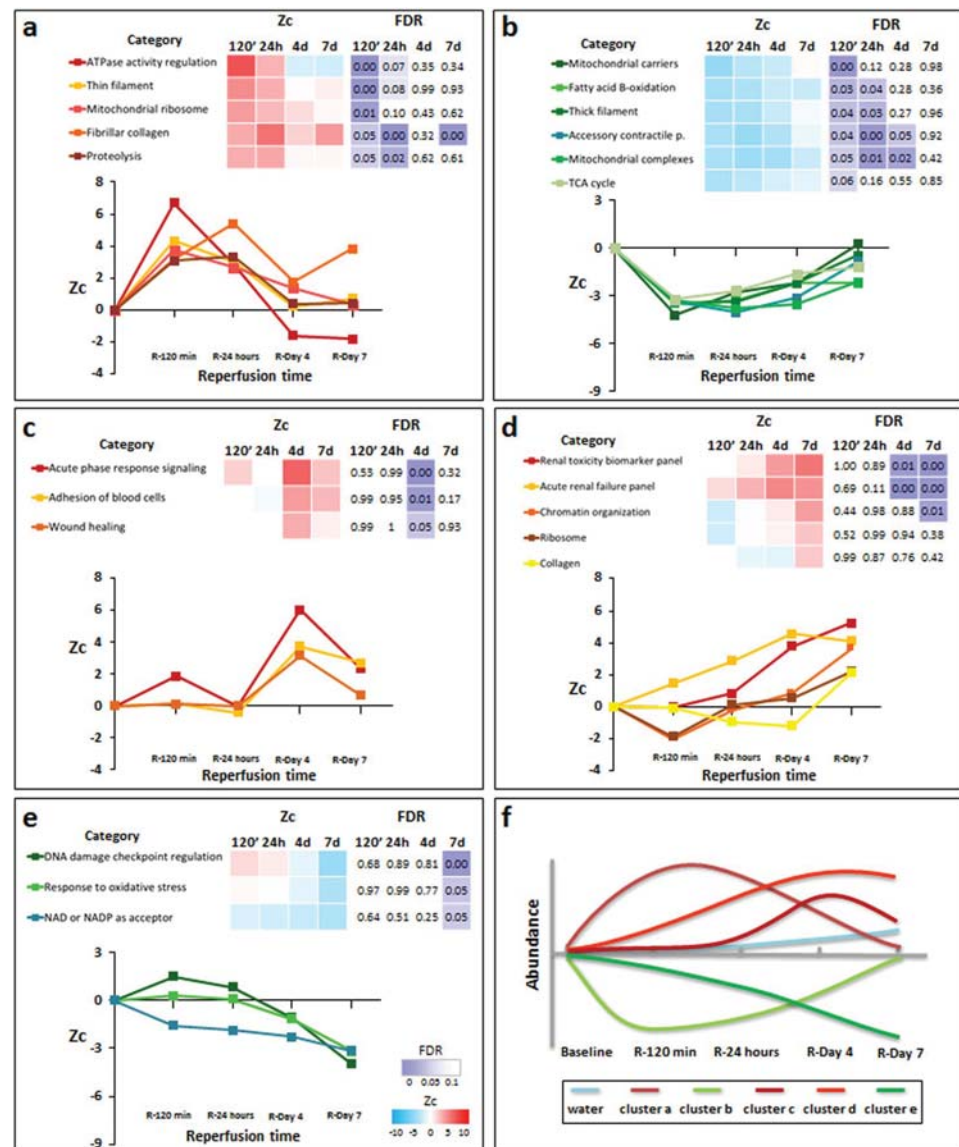 a
Zc FDR
Category 120' 24h 4d 7d 120' 24h 4d 7d
ATPase activity regulation 0.00 0.07 0.35 0.34
Thin filament 0.00 0.08 0.99 0.93
Mitochondrial ribosome 0.01 0.10 0.43 0.62
Fibrillar collagen 0.05 0.00 0.32 0.00
Proteolysis 0.05 0.02 0.62 0.61
8
6
4
2
0
-2
-4
Zc
R-120 min R-24 hours R-Day 4 R-Day 7
Reperfusion time
b
Zc FDR
Category 120' 24h 4d 7d 120' 24h 4d 7d
Mitochondrial carriers 0.00 0.12 0.28 0.98
Fatty acid B-oxidation 0.03 0.04 0.28 0.36
Thick filament 0.04 0.03 0.27 0.96
Accessory contractile p. 0.04 0.00 0.05 0.92
Mitochondrial complexes 0.05 0.01 0.02 0.42
TCA cycle 0.06 0.16 0.55 0.85
3
0
-3
-6
-9
Zc
R-120 min R-24 hours R-Day 4 R-Day 7
Reperfusion time
c
Zc FDR
Category 120' 24h 4d 7d 120' 24h 4d 7d
Acute phase response signaling 0.53 0.99 0.00 0.32
Adhesion of blood cells 0.99 0.95 0.01 0.17
Wound healing 0.99 1 0.05 0.93
8
6
4
2
0
-2
-4
Zc
R-120 min R-24 hours R-Day 4 R-Day 7
Reperfusion time
d
Zc FDR
Category 120' 24h 4d 7d 120' 24h 4d 7d
Renal toxicity biomarker panel 1.00 0.89 0.01 0.00
Acute renal failure panel 0.69 0.11 0.00 0.00
Chromatin organization 0.44 0.98 0.88 0.01
Ribosome 0.52 0.99 0.94 0.38
Collagen 0.99 0.87 0.76 0.42
8
6
4
2
0
-2
-4
Zc
R-120 min R-24 hours R-Day 4 R-Day 7
Reperfusion time
e
Zc FDR
Category 120' 24h 4d 7d 120' 24h 4d 7d
DNA damage checkpoint regulation 0.68 0.89 0.81 0.00
Response to oxidative stress 0.97 0.99 0.77 0.05
NAD or NADP as acceptor 0.64 0.51 0.25 0.05
3
0
-3
-6
-9
Zc
R-120 min R-24 hours R-Day 4 R-Day 7
Reperfusion time
FDR
0 0.05 0.1
Zc
-10 -5 0 5 10
f
Abundance
Baseline R-120 min R-24 hours R-Day 4 R-Day 7
water cluster a cluster b cluster c cluster d cluster e